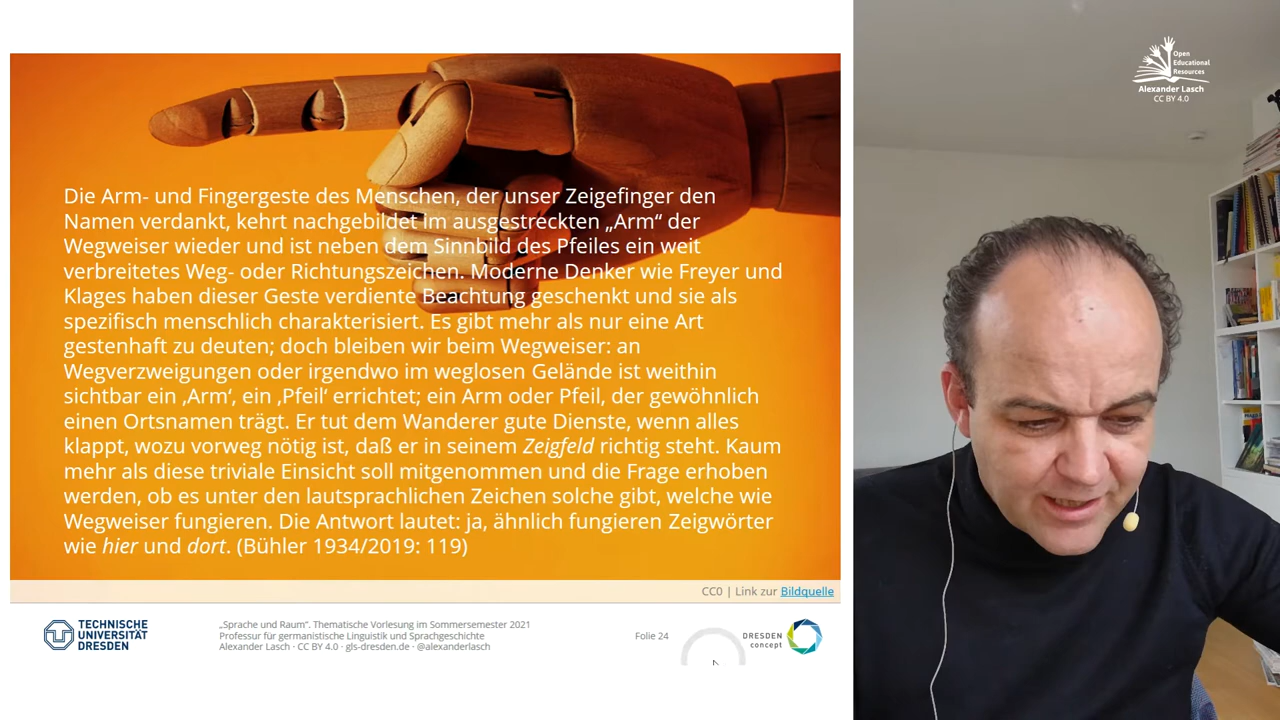 Die Arm- und Fingergeste des Menschen, der unser Zeigefinger den
Namen verdankt, kehrt nachgebildet im ausgestreckten „Arm“ der
Wegweiser wieder und ist neben dem Sinnbild des Pfeiles ein weit
verbreitetes Weg- oder Richtungszeichen. Moderne Denker wie Freyer und
Klages haben dieser Geste verdiente Beachtung geschenkt und sie als
spezifisch menschlich charakterisiert. Es gibt mehr als nur eine Art
gestenhaft zu deuten; doch bleiben wir beim Wegweiser: an
Wegverzweigungen oder irgendwo im weglosen Gelände ist weithin
sichtbar ein ‚Arm‘, ein ‚Pfeil‘ errichtet; ein Arm oder Pfeil, der gewöhnlich
einen Ortsnamen trägt. Er tut dem Wanderer gute Dienste, wenn alles
klappt, wozu vorweg nötig ist, daß er in seinem Zeigfeld richtig steht. Kaum
mehr als diese triviale Einsicht soll mitgenommen und die Frage erhoben
werden, ob es unter den lautsprachlichen Zeichen solche gibt, welche wie
Wegweiser fungieren. Die Antwort lautet: ja, ähnlich fungieren Zeigwörter
wie hier und dort. (Bühler 1934/2019: 119)
CC0 | Link zur Bildquelle
TECHNISCHE
UNIVERSITÄT
DRESDEN
„Sprache und Raum“. Thematische Vorlesung im Sommersemester 2021
Professur für germanistische Linguistik und Sprachgeschichte
Alexander Lasch · CC BY 4.0 · gls-dresden.de · @alexanderlasch
Folie 24
DRESDEN
concept
Open
Educational
Resources
Alexander Lasch
CC BY 4.0